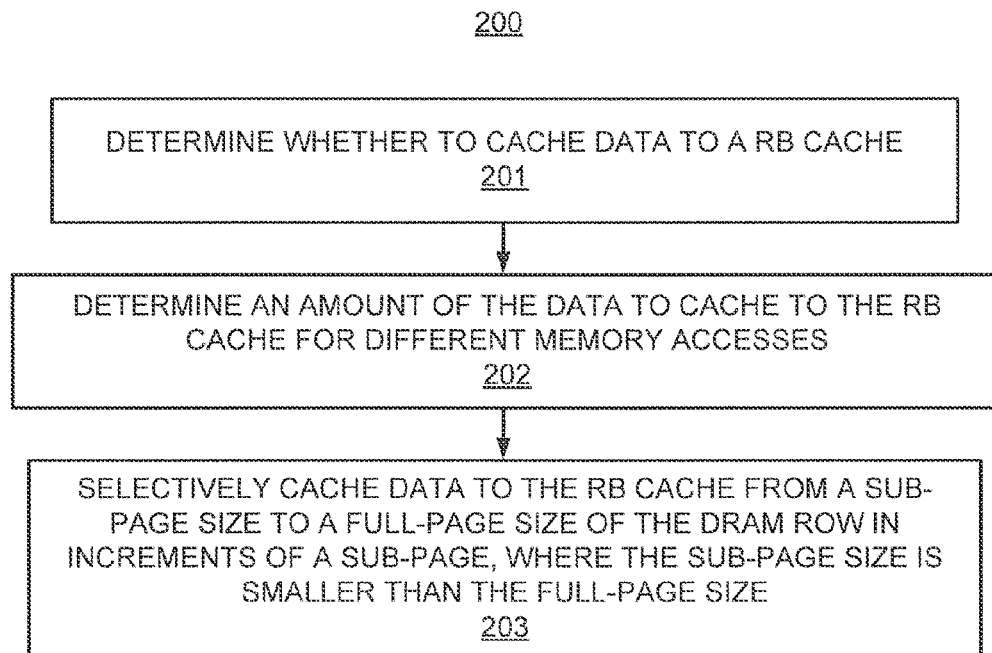 200
DETERMINE WHETHER TO CACHE DATA TO A RB CACHE
201
DETERMINE AN AMOUNT OF THE DATA TO CACHE TO THE RB
CACHE FOR DIFFERENT MEMORY ACCESSES
202
SELECTIVELY CACHE DATA TO THE RB CACHE FROM A SUB-
PAGE SIZE TO A FULL-PAGE SIZE OF THE DRAM ROW IN
INCREMENTS OF A SUB-PAGE, WHERE THE SUB-PAGE SIZE IS
SMALLER THAN THE FULL-PAGE SIZE
203